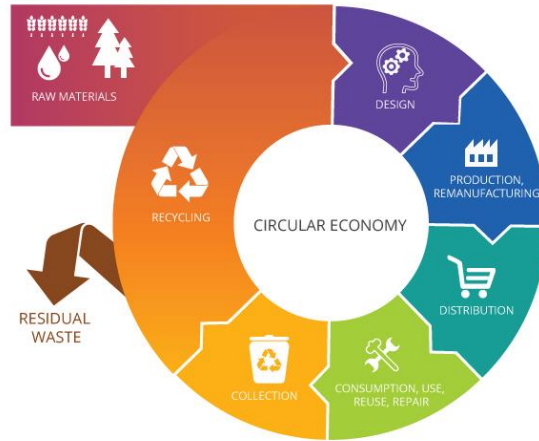 RAW MATERIALS
DESIGN
PRODUCTION,
REMANUFACTURING
RECYCLING
CIRCULAR ECONOMY
DISTRIBUTION
RESIDUAL
WASTE
COLLECTION
CONSUMPTION, USE,
REUSE, REPAIR